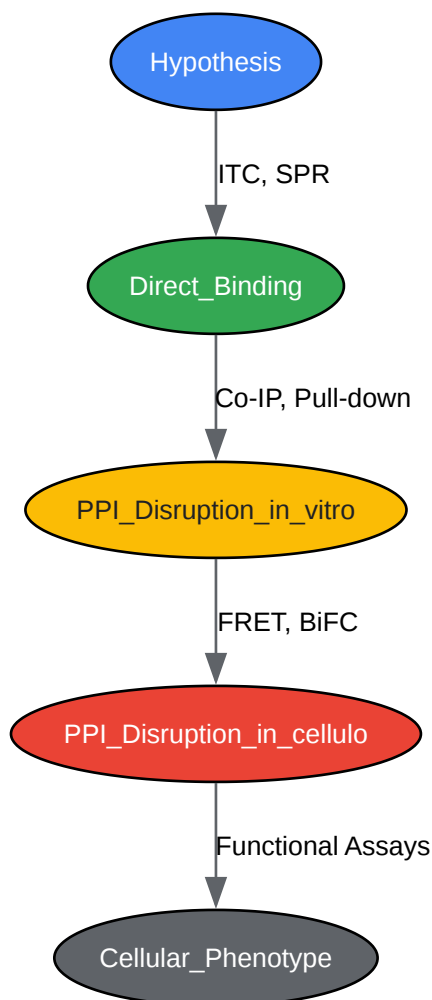 Hypothesis
ITC, SPR
Direct_Binding
Co-IP, Pull-down
PPI_Disruption_in_vitro
FRET, BiFC
PPI_Disruption_in_cellulo
Functional Assays
Cellular_Phenotype